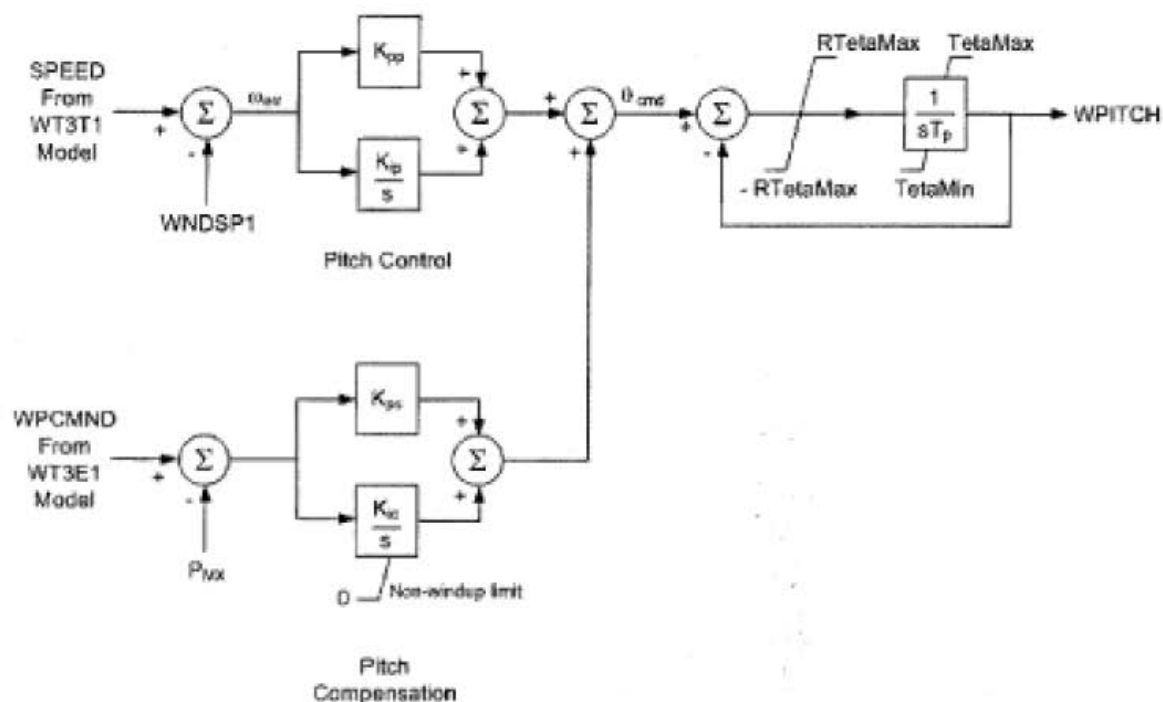 SPEED
From
WT3T1
Model
+
-
Σ
WNDSP1
K
+
+
Σ
s
Pitch Control
+
+
Σ
cmd
+
-
Σ
RTetaMax
- RTetaMax
TetaMax
1
sTp
TetaMin
WPITCH
WPCMND
From
WT3E1
Model
+
-
Σ
K
+
+
Σ
s
0
Non-windup limit
Pitch
Compensation